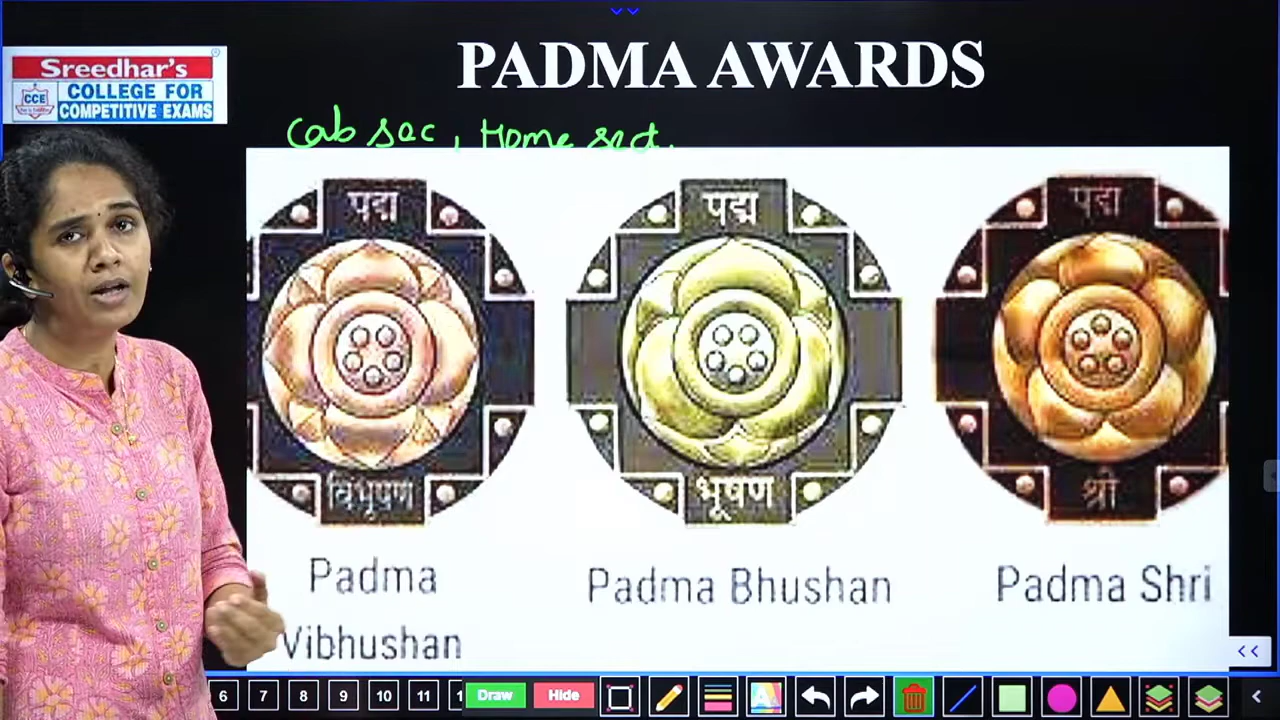 PADMA AWARDS
Sreedhar's
CCE
COLLEGE FOR
COMPETITIVE EXAMS
Cab sec, Home sect.
पद्म
पद्म
पद्म
विभूषण
भूषण
श्री
Padma
Vibhushan
Padma Bhushan
Padma Shri
<<
6 7 8 9 10 11 1 Draw Hide A